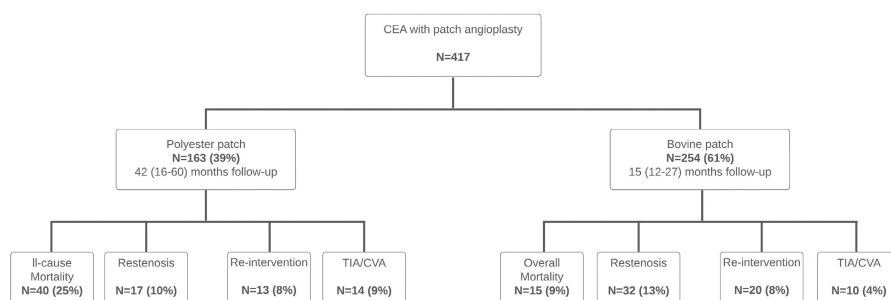 CEA with patch angioplasty
N=417
Polyester patch
N=163 (39%)
42 (16-60) months follow-up
Bovine patch
N=254 (61%)
15 (12-27) months follow-up
ll-cause
Mortality
N=40 (25%)
Restenosis
N=17 (10%)
Re-intervention
N=13 (8%)
TIA/CVA
N=14 (9%)
Overall
Mortality
N=15 (9%)
Restenosis
N=32 (13%)
Re-intervention
N=20 (8%)
TIA/CVA
N=10 (4%)